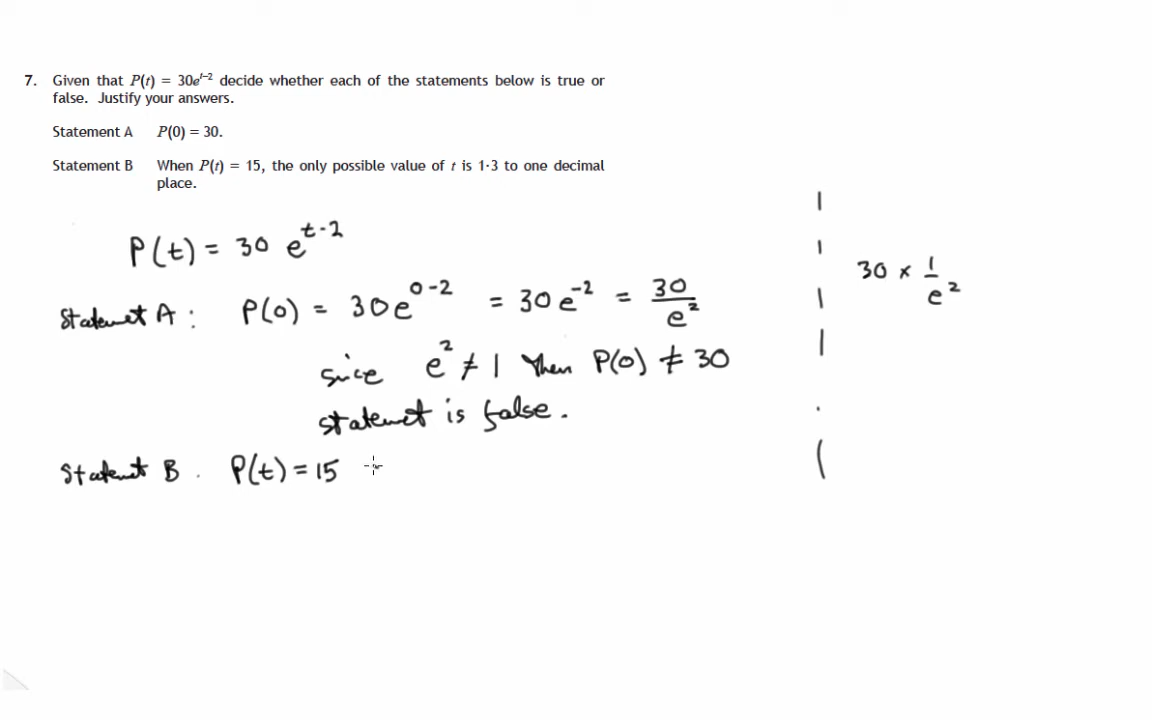 7. Given that P(t) = 30e^{t–2} decide whether each of the statements below is true or
false. Justify your answers.
Statement A P(0) = 30.
Statement B When P(t) = 15, the only possible value of t is 1·3 to one decimal
place.
P(t) = 30 e^{t-2}
Statement A : P(0) = 30e^{0-2} = 30e^{-2} = 30/e^2
since e^2 ≠ 1 then P(0) ≠ 30
statement is false.
Statement B . P(t) = 15
30 × 1/e^2